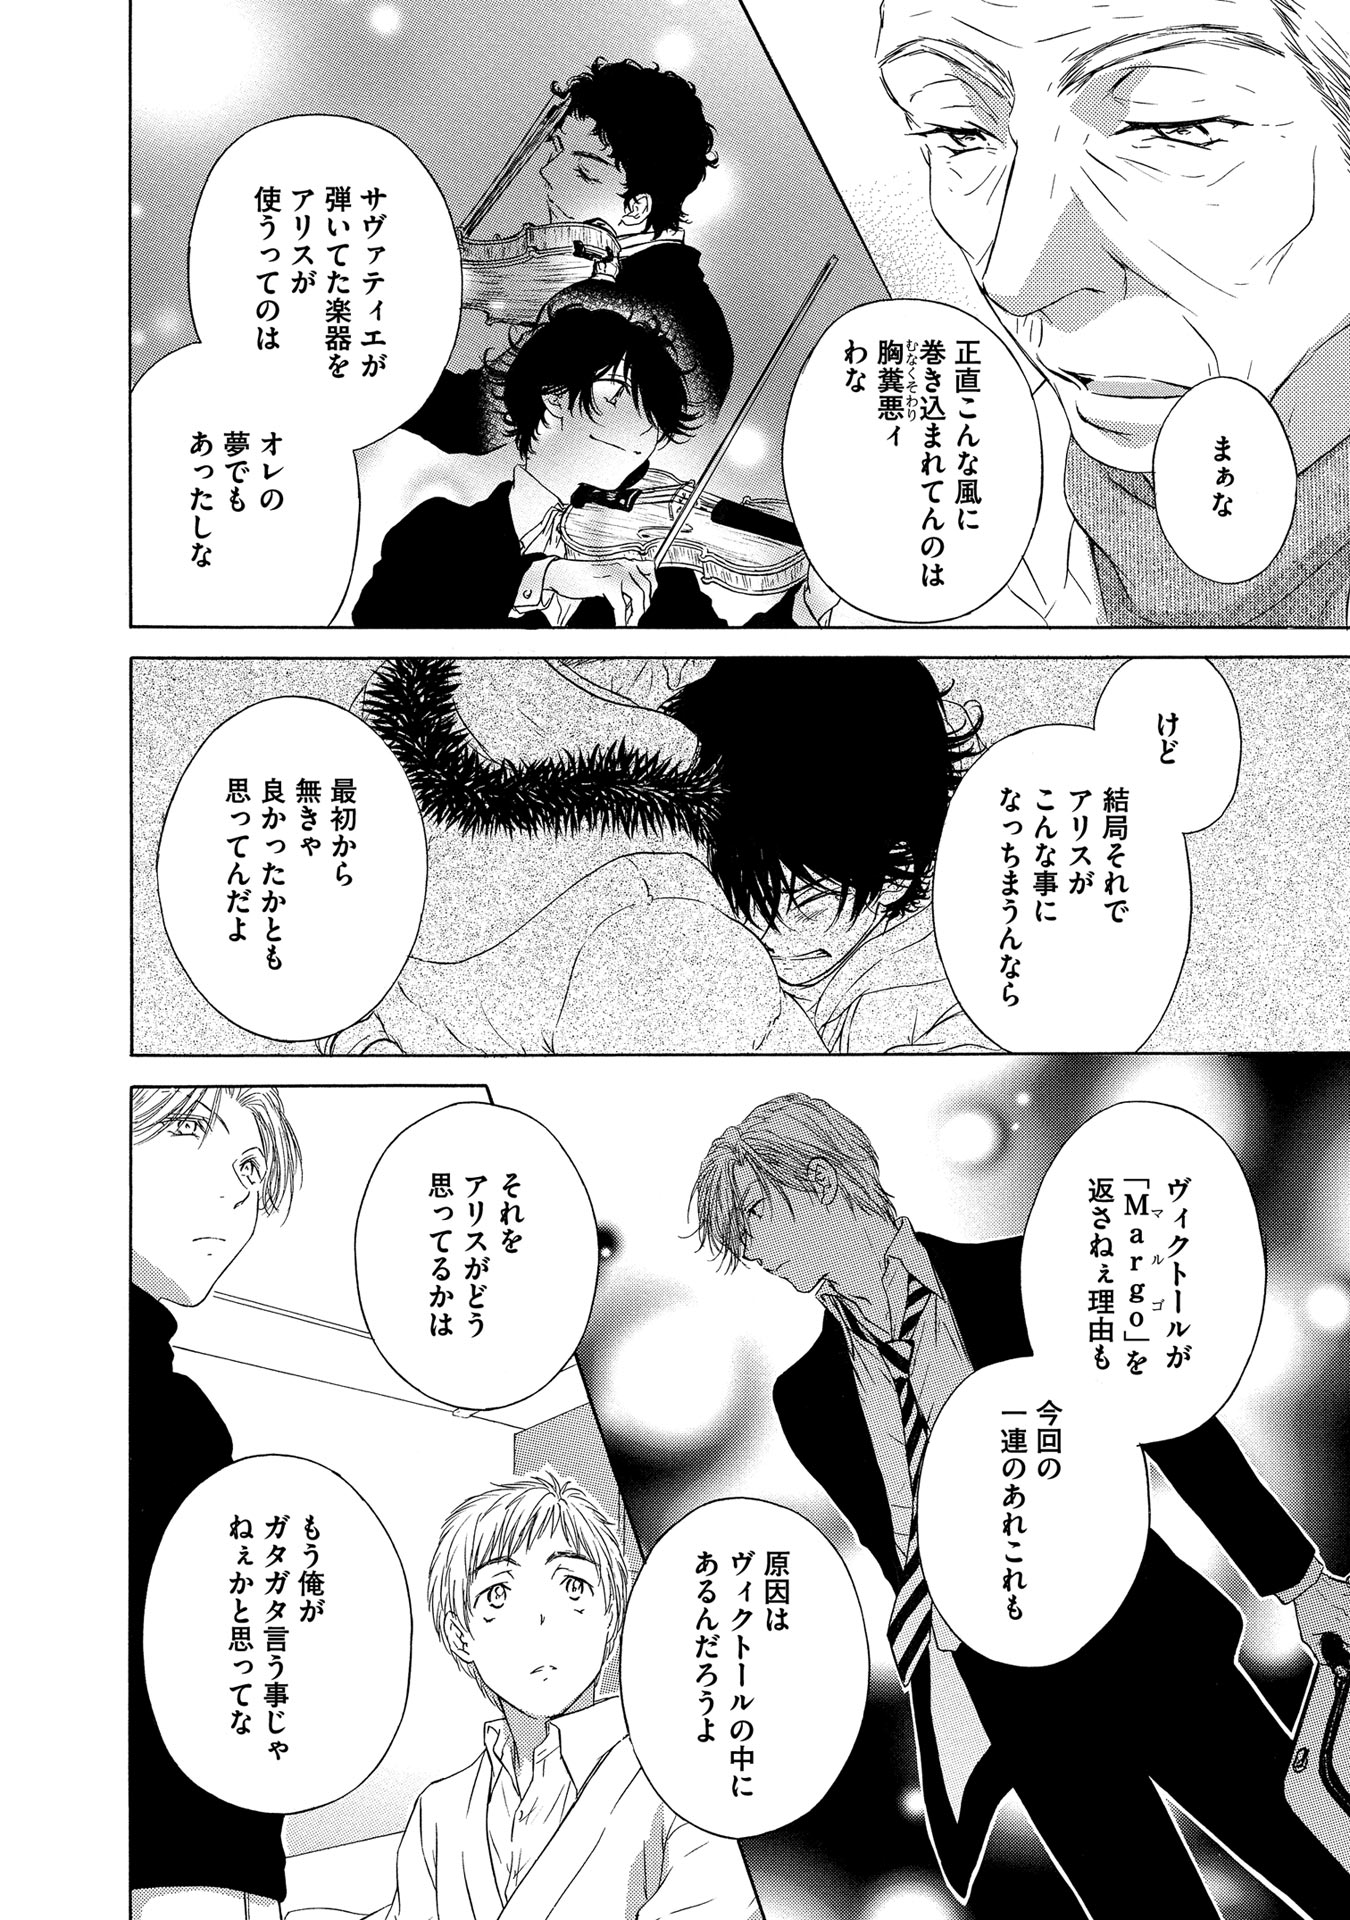 まぁな
正直こんな風に
巻き込まれてんのは
胸糞悪ィ
むなくそわり
わな
サヴァティエが
弾いてた楽器を
アリスが
使うってのは
オレの
夢でも
あったしな
けど
結局それで
アリスが
こんな事に
なっちまうんなら
最初から
無きゃ
良かったかとも
思ってんだよ
ヴィクトールが
「Margo」を
マルゴ
返さねぇ理由も
今回の
一連のあれこれも
原因は
ヴィクトールの中に
あるんだろうよ
それを
アリスがどう
思ってるかは
もう俺が
ガタガタ言う事じゃ
ねぇかと思ってな